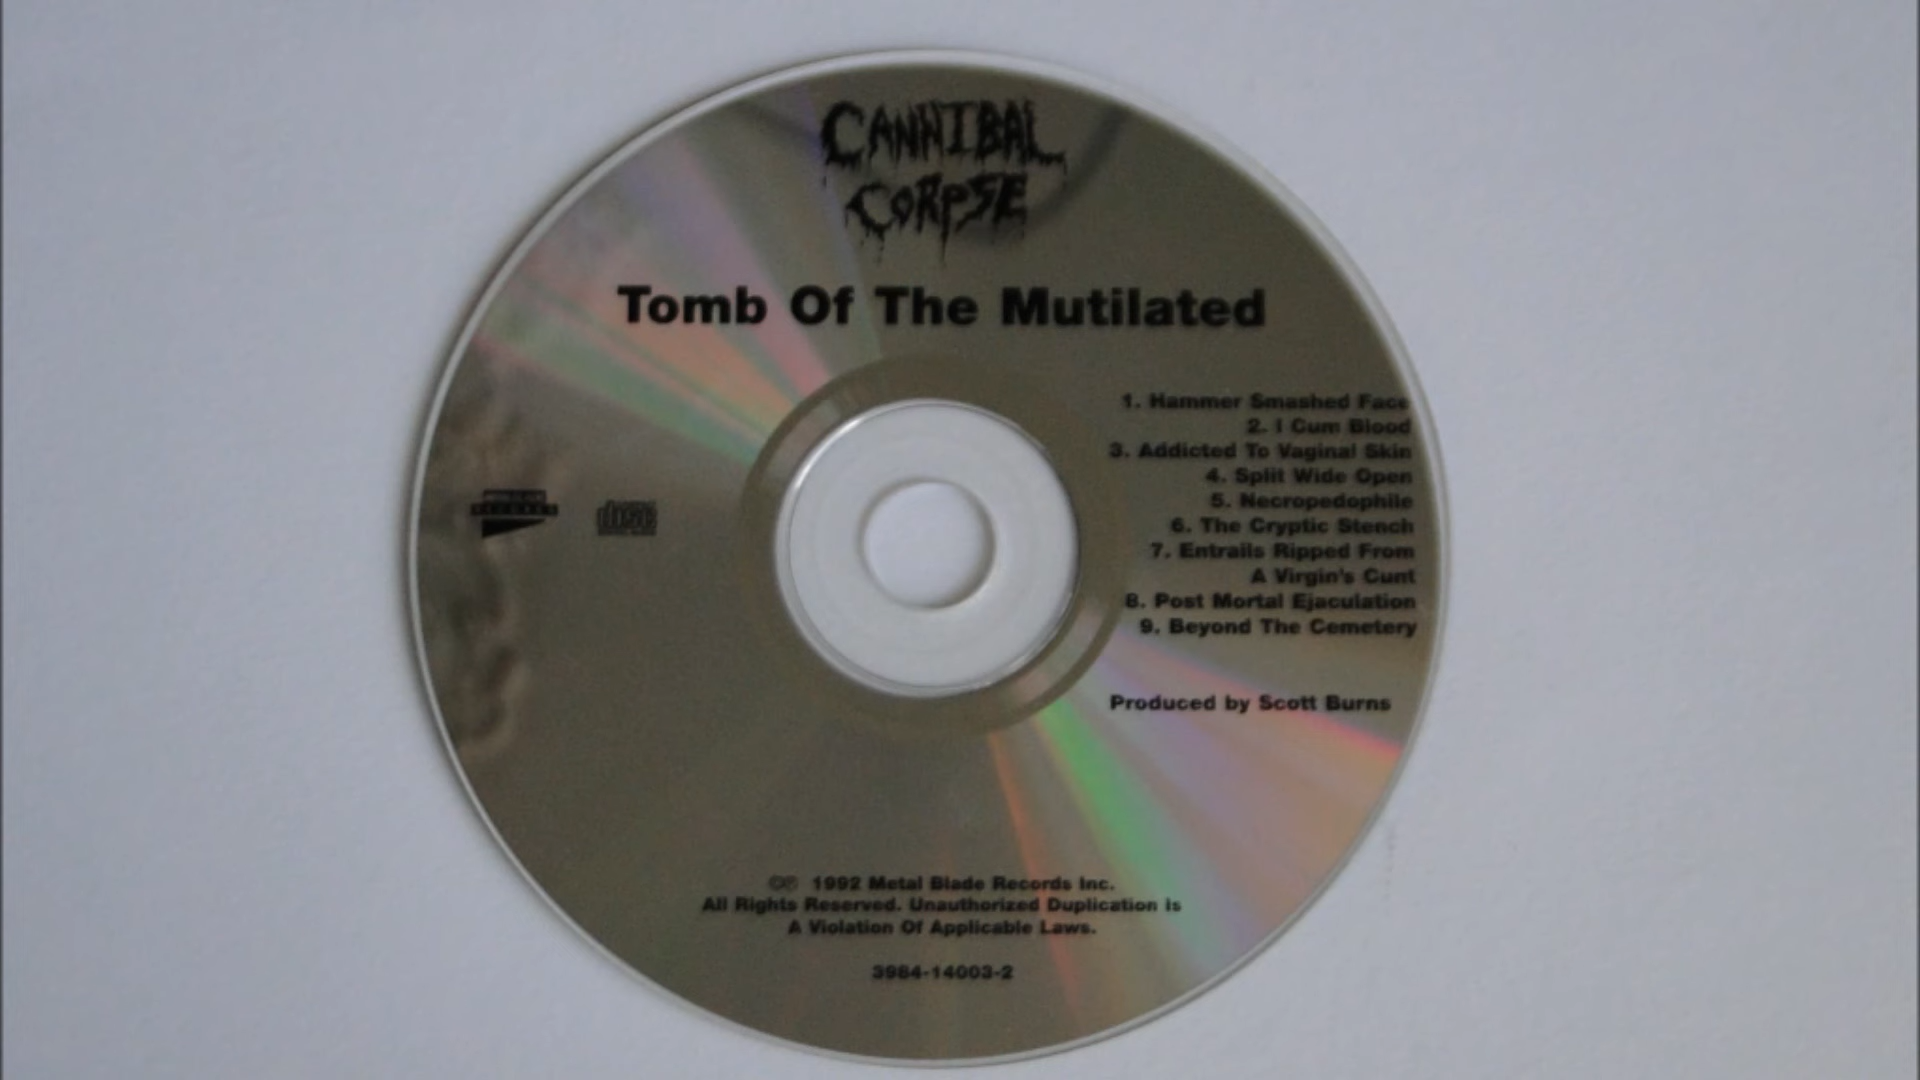 CANNIBAL
CORPSE
Tomb Of The Mutilated
1. Hammer Smashed Face
2. I Cum Blood
3. Addicted To Vaginal Skin
4. Split Wide Open
5. Necropedophile
6. The Cryptic Stench
7. Entrails Ripped From
A Virgin's Cunt
8. Post Mortal Ejaculation
9. Beyond The Cemetery
Produced by Scott Burns
©℗ 1992 Metal Blade Records Inc.
All Rights Reserved. Unauthorized Duplication is
A Violation Of Applicable Laws.
3984-14003-2
disc